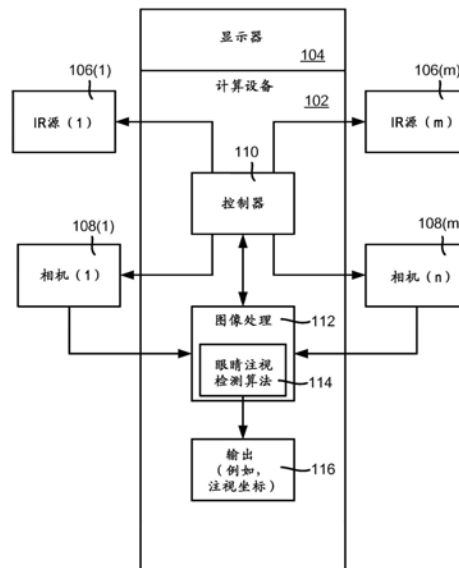 显示器
104
计算设备
102
106(1)
IR源（1）
106(m)
IR源（m）
110
控制器
108(1)
相机（1）
108(m)
相机（n）
图像处理
112
眼睛注视
检测算法
114
输出
（例如，
注视坐标）
116